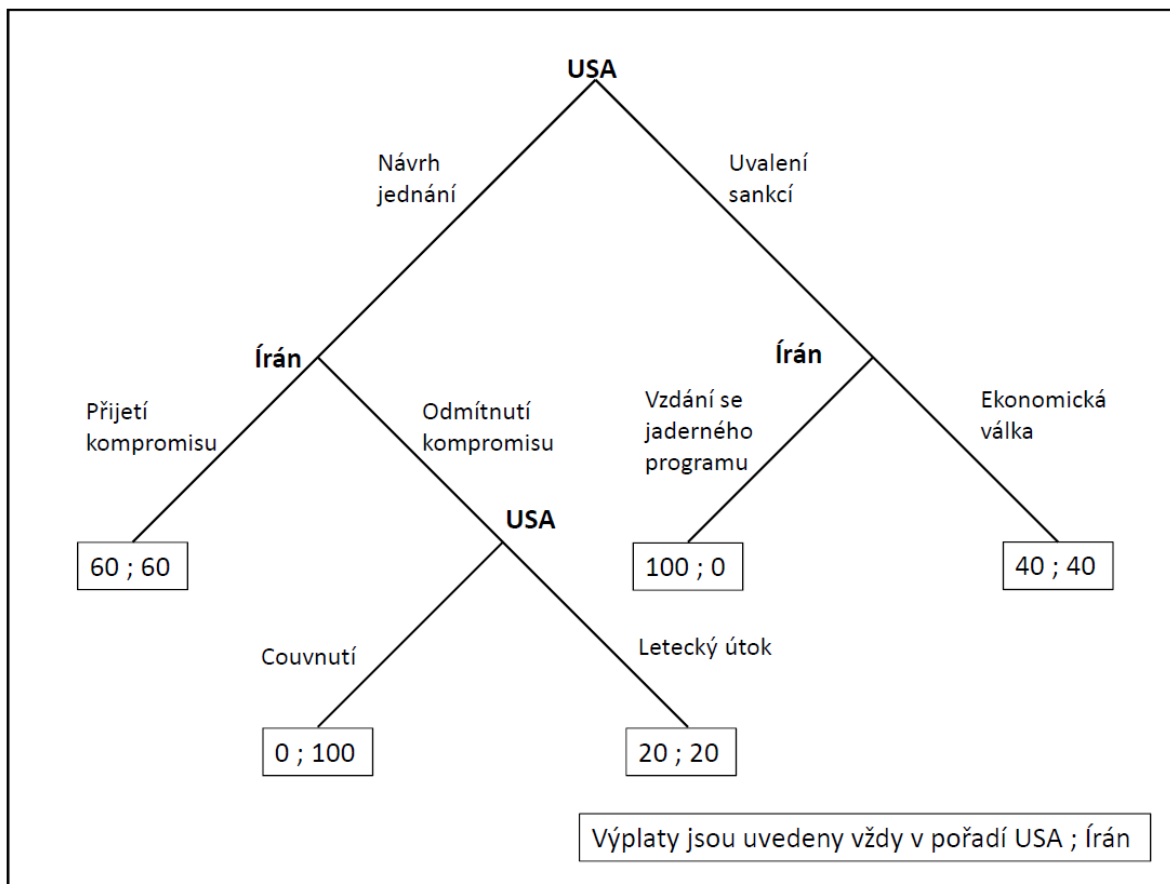 USA
Návrh
jednání
Uvalení
sankcí
Írán
Írán
Přijetí
kompromisu
Odmítnutí
kompromisu
Vzdání se
jaderného
programu
Ekonomická
válka
USA
60 ; 60
100 ; 0
40 ; 40
Couvnutí
Letecký útok
0 ; 100
20 ; 20
Výplaty jsou uvedeny vždy v pořadí USA ; Írán